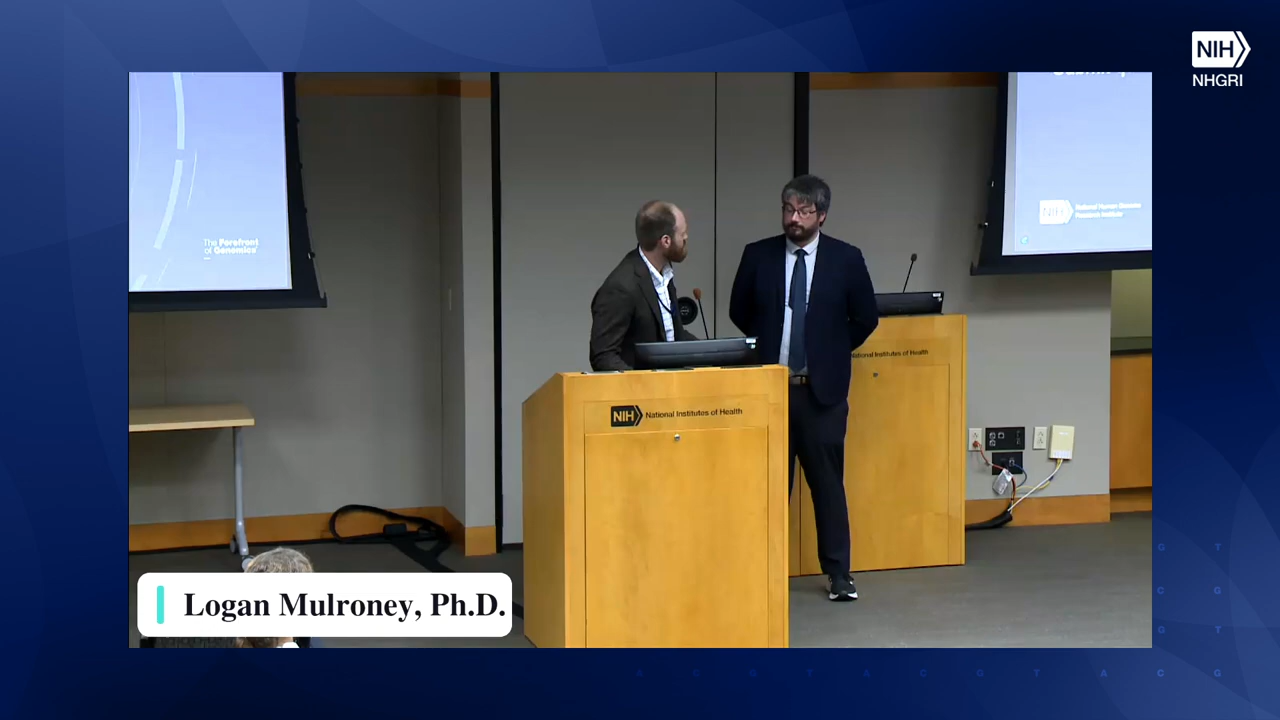 NIH
NHGRI
The Forefront
of Genomics
NIH
National Human Genome
Research Institute
National Institutes of Health
NIH
National Institutes of Health
Logan Mulroney, Ph.D.
G T
C G
G T
A C G T A C G T A C G